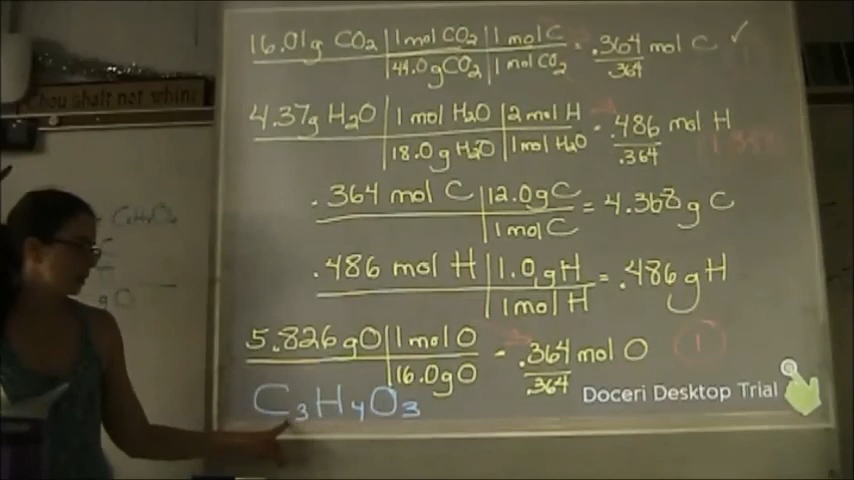 16.01g CO2 | 1 mol CO2 | 1 mol C = .364 mol C ✓
44.0 g CO2 | 1 mol CO2 .364
Thou shalt not whine
4.37g H2O | 1 mol H2O | 2 mol H = .486 mol H
18.0 g H2O | 1 mol H2O .364
.364 mol C | 12.0 g C = 4.368 g C
1 mol C
.486 mol H | 1.0 g H = .486 g H
1 mol H
5.826 g O | 1 mol O = .364 mol O 1
16.0 g O .364
C3H4O3
Doceri Desktop Trial